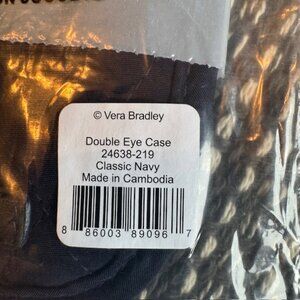 © Vera Bradley
Double Eye Case
24638-219
Classic Navy
Made in Cambodia
8 86003 89096 7